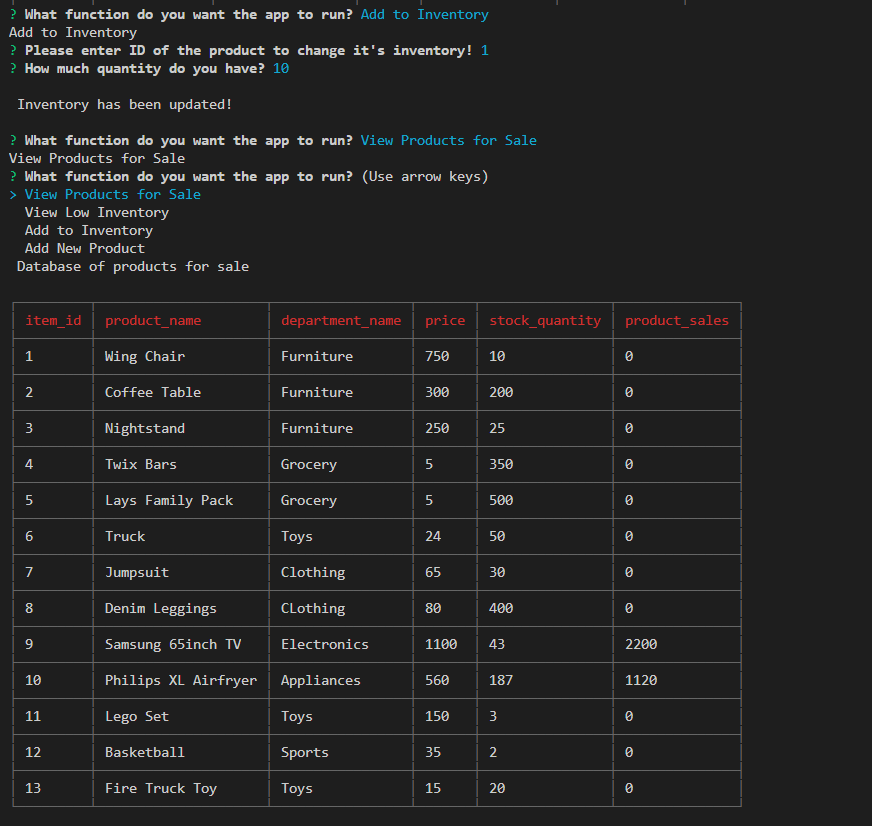 ? What function do you want the app to run? Add to Inventory
Add to Inventory
? Please enter ID of the product to change it's inventory! 1
? How much quantity do you have? 10
Inventory has been updated!
? What function do you want the app to run? View Products for Sale
View Products for Sale
? What function do you want the app to run? (Use arrow keys)
> View Products for Sale
View Low Inventory
Add to Inventory
Add New Product
Database of products for sale
item_id product_name department_name price stock_quantity product_sales
1 Wing Chair Furniture 750 10 0
2 Coffee Table Furniture 300 200 0
3 Nightstand Furniture 250 25 0
4 Twix Bars Grocery 5 350 0
5 Lays Family Pack Grocery 5 500 0
6 Truck Toys 24 50 0
7 Jumpsuit Clothing 65 30 0
8 Denim Leggings CLothing 80 400 0
9 Samsung 65inch TV Electronics 1100 43 2200
10 Philips XL Airfryer Appliances 560 187 1120
11 Lego Set Toys 150 3 0
12 Basketball Sports 35 2 0
13 Fire Truck Toy Toys 15 20 0